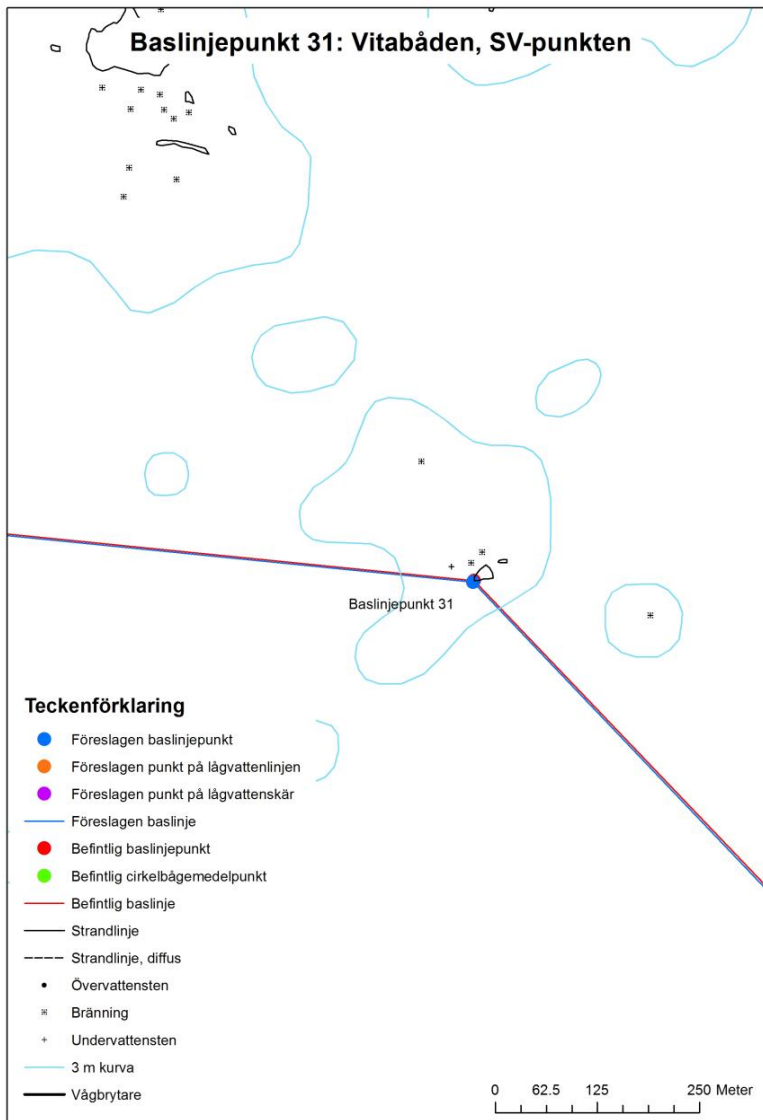 Baslinjepunkt 31: Vitabåden, SV-punkten
Baslinjepunkt 31
Teckenförklaring
Föreslagen baslinjepunkt
Föreslagen punkt på lågvattenlinjen
Föreslagen punkt på lågvattenskär
Föreslagen baslinje
Befintlig baslinjepunkt
Befintlig cirkelbågemedelpunkt
Befintlig baslinje
Strandlinje
Strandlinje, diffus
Övervattensten
Bränning
Undervattensten
3 m kurva
Vågbrytare
0 62.5 125 250 Meter